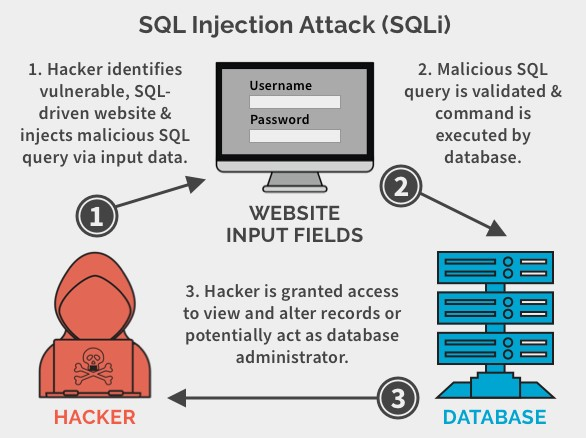 SQL Injection Attack (SQLi)
1. Hacker identifies
vulnerable, SQL-
driven website &
injects malicious SQL
query via input data.
Username
Password
2. Malicious SQL
query is validated &
command is
executed by
database.
1
2
WEBSITE
INPUT FIELDS
3. Hacker is granted access
to view and alter records or
potentially act as database
administrator.
3
HACKER
DATABASE